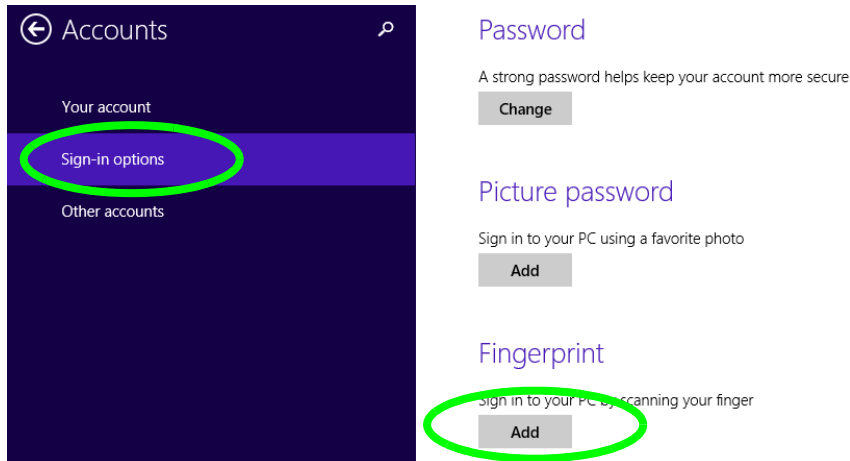 Accounts
Your account
Sign-in options
Other accounts
Password
A strong password helps keep your account more secure
Change
Picture password
Sign in to your PC using a favorite photo
Add
Fingerprint
Sign in to your PC by scanning your finger
Add